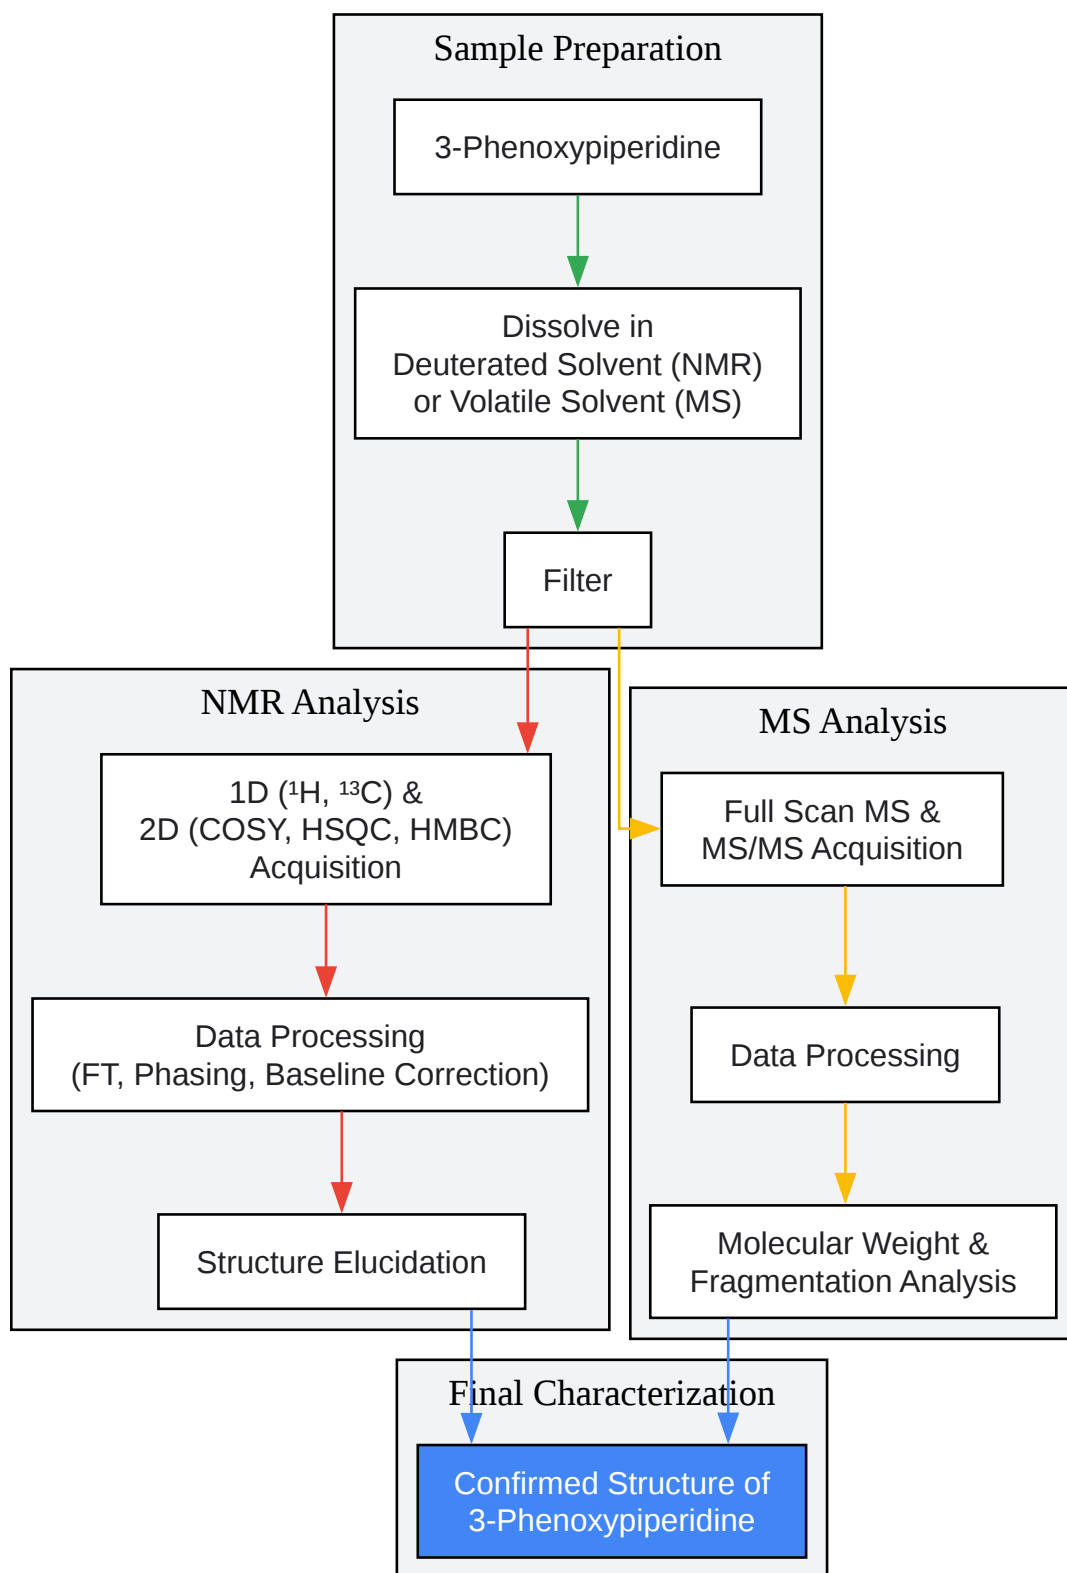 Sample Preparation
3-Phenoxypiperidine
Dissolve in
Deuterated Solvent (NMR)
or Volatile Solvent (MS)
Filter
NMR Analysis
1D (¹H, ¹³C) &
2D (COSY, HSQC, HMBC)
Acquisition
Data Processing
(FT, Phasing, Baseline Correction)
Structure Elucidation
MS Analysis
Full Scan MS &
MS/MS Acquisition
Data Processing
Molecular Weight &
Fragmentation Analysis
Final Characterization
Confirmed Structure of
3-Phenoxypiperidine